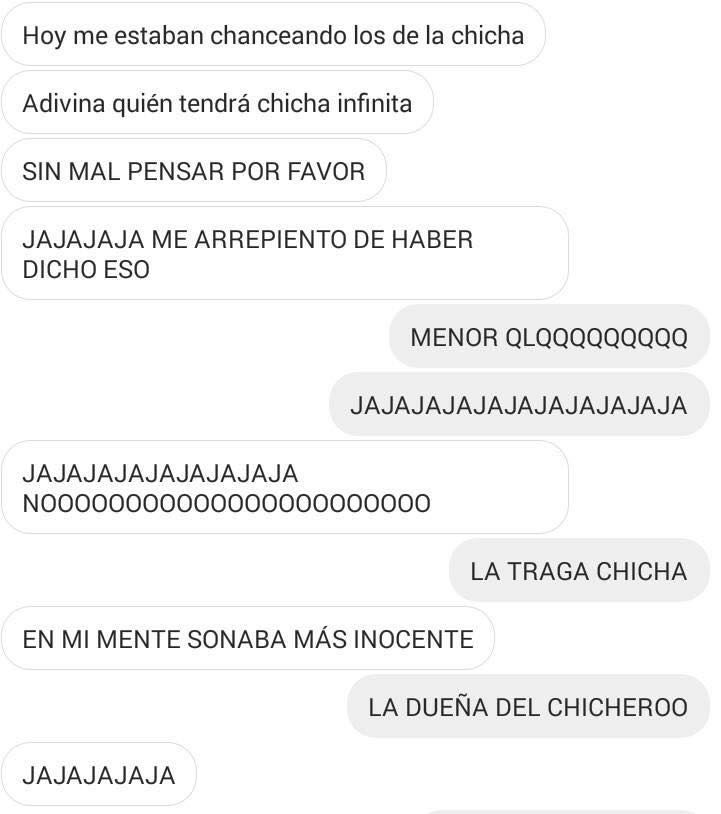 Hoy me estaban chanceando los de la chicha
Adivina quién tendrá chicha infinita
SIN MAL PENSAR POR FAVOR
JAJAJAJA ME ARREPIENTO DE HABER
DICHO ESO
MENOR QLQQQQQQQQQ
JAJAJAJAJAJAJAJAJAJAJA
JAJAJAJAJAJAJAJAJA
NOOOOOOOOOOOOOOOOOOOOOOO
LA TRAGA CHICHA
EN MI MENTE SONABA MÁS INOCENTE
LA DUEÑA DEL CHICHEROO
JAJAJAJAJA